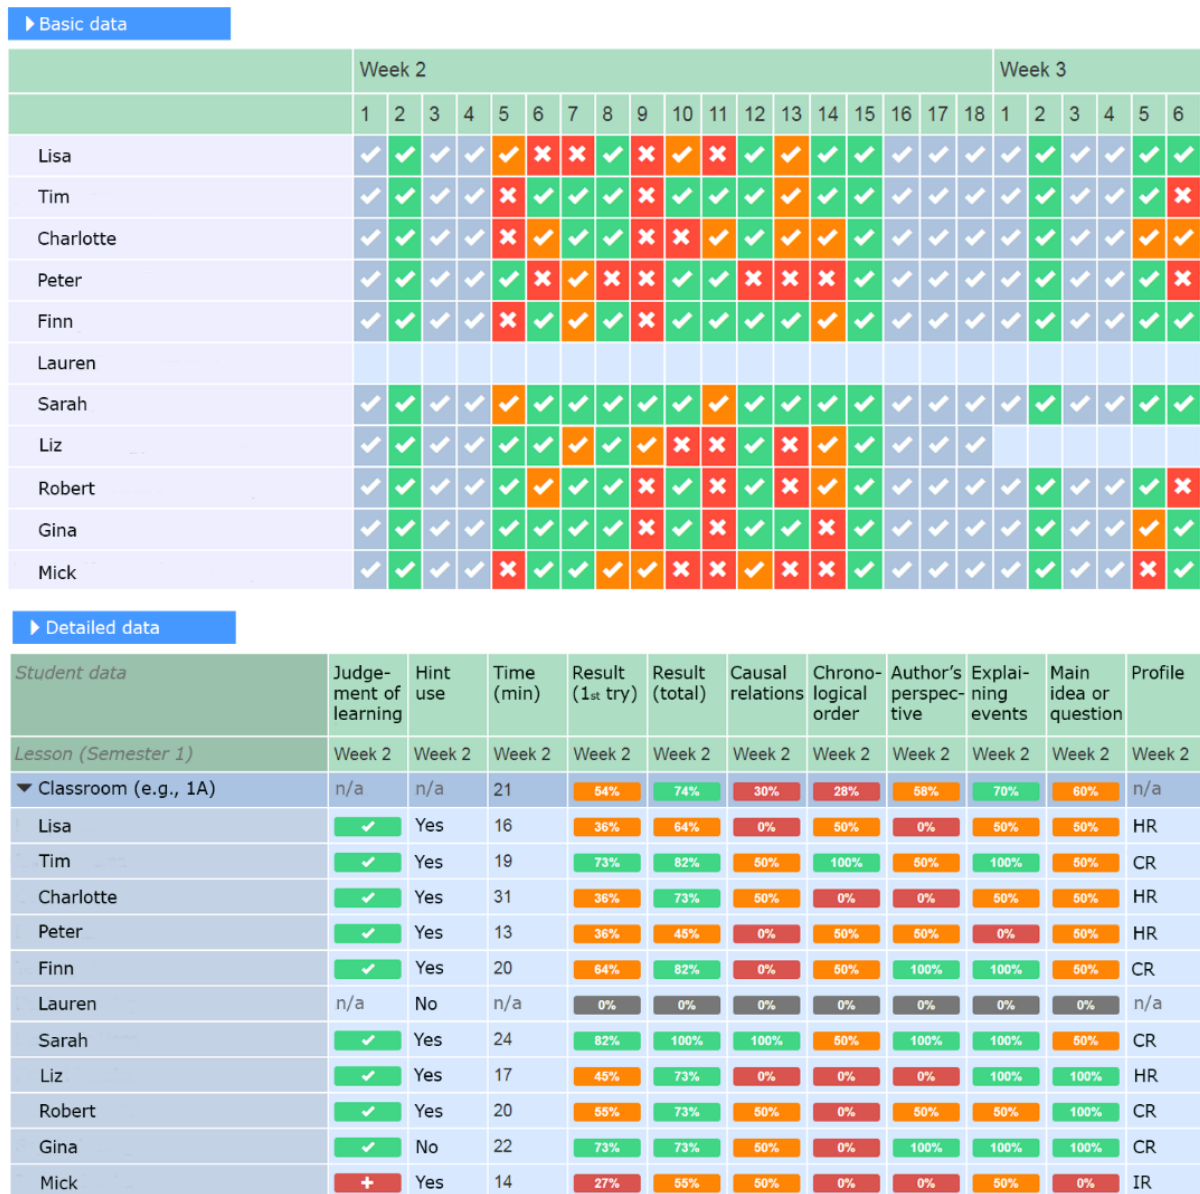 Basic data
Week 2 Week 3
1 2 3 4 5 6 7 8 9 10 11 12 13 14 15 16 17 18 1 2 3 4 5 6
Lisa
Tim
Charlotte
Peter
Finn
Lauren
Sarah
Liz
Robert
Gina
Mick
Detailed data
Student data Judge-ment of learning Hint use Time (min) Result (1st try) Result (total) Causal relations Chrono-logical order Author's perspec-tive Explai-ning events Main idea or question Profile
Lesson (Semester 1) Week 2 Week 2 Week 2 Week 2 Week 2 Week 2 Week 2 Week 2 Week 2 Week 2 Week 2
Classroom (e.g., 1A) n/a n/a 21 54% 74% 30% 28% 58% 70% 60% n/a
Lisa Yes 16 36% 64% 0% 50% 0% 50% 50% HR
Tim Yes 19 73% 82% 50% 100% 50% 100% 50% CR
Charlotte Yes 31 36% 73% 50% 0% 0% 50% 50% HR
Peter Yes 13 36% 45% 0% 50% 50% 0% 50% HR
Finn Yes 20 64% 82% 0% 50% 100% 100% 50% CR
Lauren n/a No n/a 0% 0% 0% 0% 0% 0% 0% n/a
Sarah Yes 24 82% 100% 100% 50% 100% 100% 50% CR
Liz Yes 17 45% 73% 0% 0% 0% 100% 100% HR
Robert Yes 20 55% 73% 50% 0% 50% 50% 100% CR
Gina No 22 73% 73% 50% 0% 100% 100% 100% CR
Mick Yes 14 27% 55% 50% 0% 0% 50% 0% IR